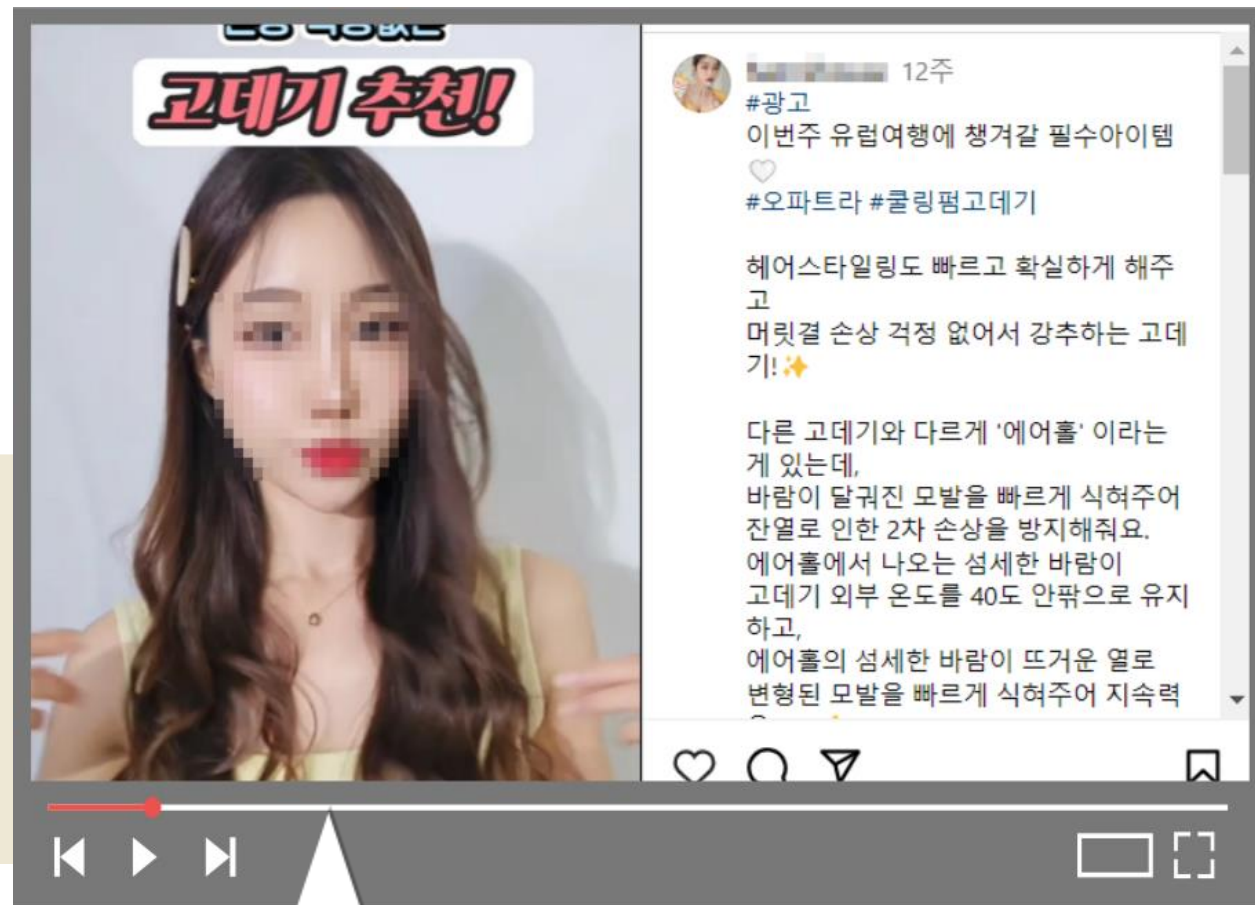 고데기 추천!
12주
#광고
이번주 유럽여행에 챙겨갈 필수아이템
🤍
#오파트라 #쿨링펌고데기
헤어스타일링도 빠르고 확실하게 해주
고
머릿결 손상 걱정 없어서 강추하는 고데
기!✨
다른 고데기와 다르게 '에어홀' 이라는
게 있는데,
바람이 달궈진 모발을 빠르게 식혀주어
잔열로 인한 2차 손상을 방지해줘요.
에어홀에서 나오는 섬세한 바람이
고데기 외부 온도를 40도 안팎으로 유지
하고,
에어홀의 섬세한 바람이 뜨거운 열로
변형된 모발을 빠르게 식혀주어 지속력